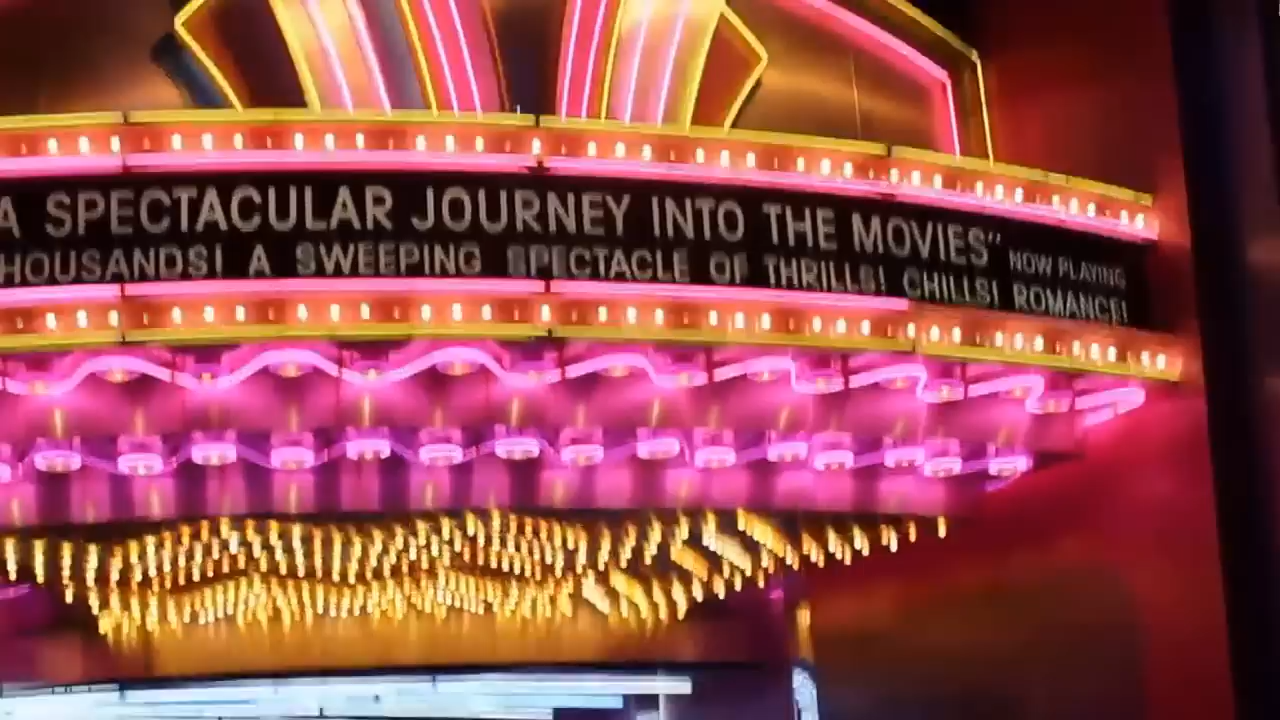 A SPECTACULAR JOURNEY INTO THE MOVIES" NOW PLAYING
HOUSANDS! A SWEEPING SPECTACLE OF THRILLS! CHILLS! ROMANCE!